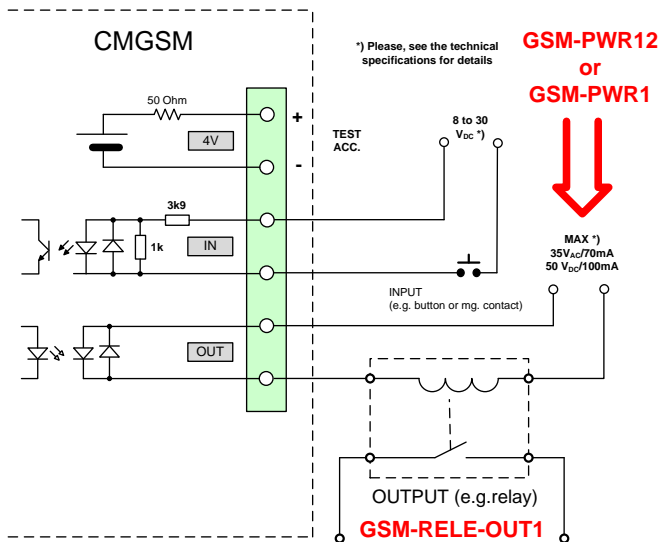 CMGSM
*) Please, see the technical
specifications for details
GSM-PWR12
or
GSM-PWR1
50 Ohm
4V
+
-
TEST
ACC.
8 to 30
VDC *)
3k9
1k
IN
MAX *)
35VAC/70mA
50 VDC/100mA
INPUT
(e.g. button or mg. contact)
OUT
OUTPUT (e.g.relay)
GSM-RELE-OUT1